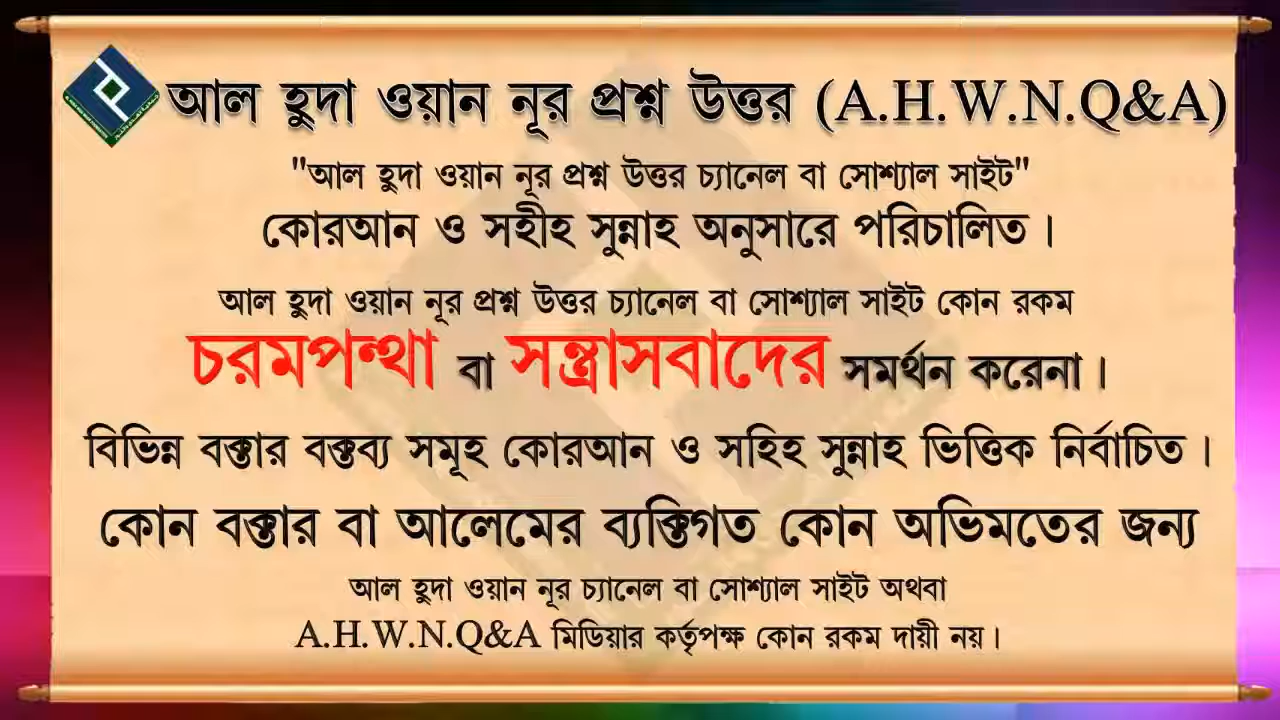 আল হুদা ওয়ান নূর প্রশ্ন উত্তর (A.H.W.N.Q&A)
"আল হুদা ওয়ান নূর প্রশ্ন উত্তর চ্যানেল বা সোশ্যাল সাইট"
কোরআন ও সহীহ সুন্নাহ অনুসারে পরিচালিত।
আল হুদা ওয়ান নূর প্রশ্ন উত্তর চ্যানেল বা সোশ্যাল সাইট কোন রকম
চরমপন্থা বা সন্ত্রাসবাদের সমর্থন করেনা।
বিভিন্ন বক্তার বক্তব্য সমূহ কোরআন ও সহিহ সুন্নাহ ভিত্তিক নির্বাচিত।
কোন বক্তার বা আলেমের ব্যক্তিগত কোন অভিমতের জন্য
আল হুদা ওয়ান নূর চ্যানেল বা সোশ্যাল সাইট অথবা
A.H.W.N.Q&A মিডিয়ার কর্তৃপক্ষ কোন রকম দায়ী নয়।